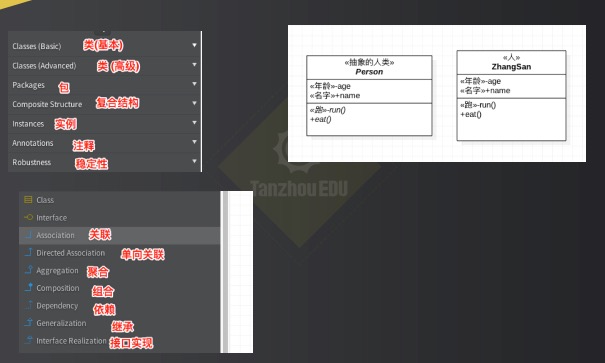 Classes (Basic) 类(基本)
Classes (Advanced) 类 (高级)
Packages 包
Composite Structure 复合结构
Instances 实例
Annotations 注释
Robustness 稳定性
«抽象的人类»
Person
«年龄»-age
«名字»+name
«跑»-run()
+eat()
«人»
ZhangSan
«年龄»-age
«名字»+name
«跑»-run()
+eat()
TanzhouEDU
Class
Interface
Association 关联
Directed Association 单向关联
Aggregation 聚合
Composition 组合
Dependency 依赖
Generalization 继承
Interface Realization 接口实现